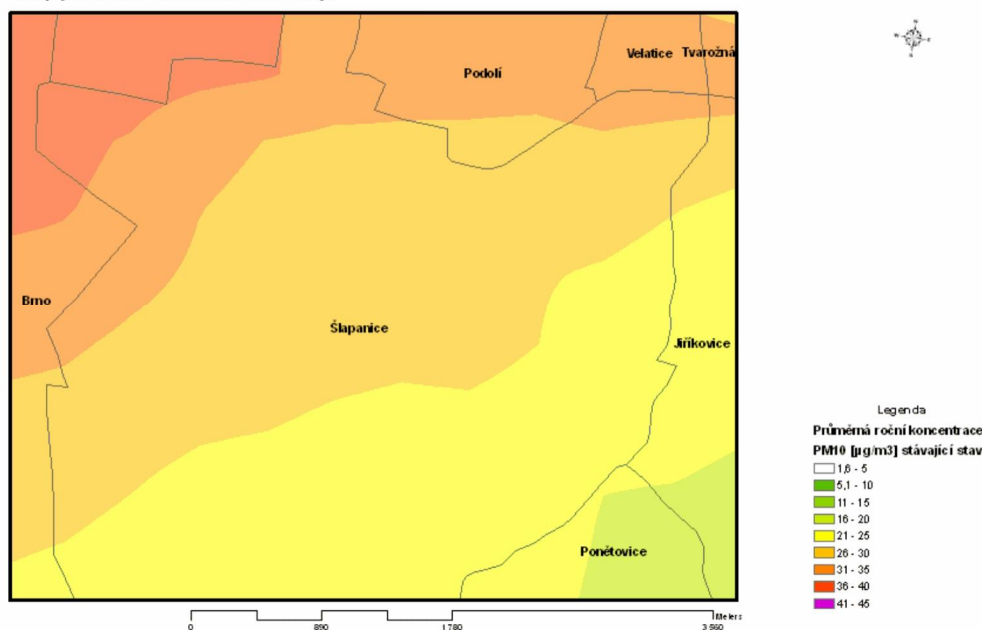 Podolí
Velatice
Tvarožná
Brno
Šlapanice
Jiříkovice
Ponětovice
Legenda
Průměrná roční koncentrace
PM10 [µg/m3] stávající stav
1,6 - 5
5,1 - 10
11 - 15
16 - 20
21 - 25
26 - 30
31 - 35
36 - 40
41 - 45
0 890 1 780 3 560 Meters